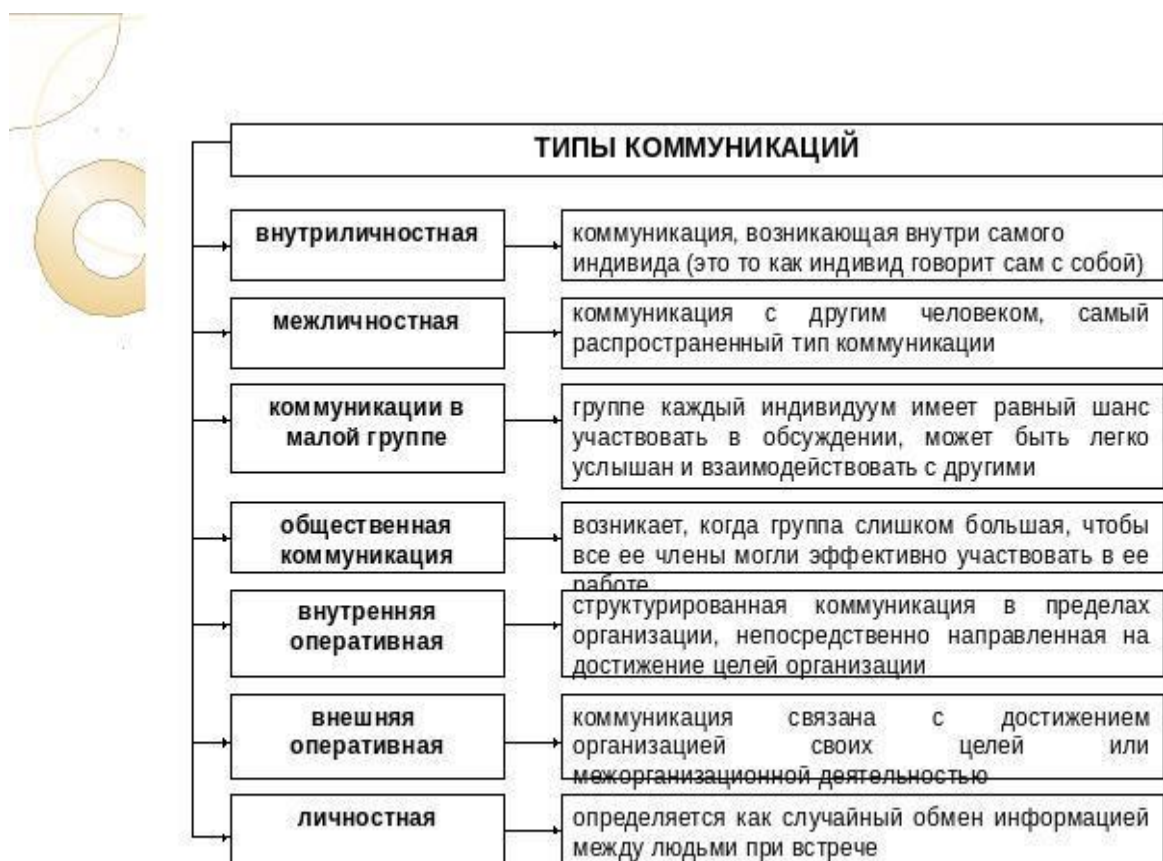 ТИПЫ КОММУНИКАЦИЙ
внутриличностная
коммуникация, возникающая внутри самого
индивида (это то как индивид говорит сам с собой)
межличностная
коммуникация с другим человеком, самый
распространенный тип коммуникации
коммуникации в
малой группе
группе каждый индивидуум имеет равный шанс
участвовать в обсуждении, может быть легко
услышан и взаимодействовать с другими
общественная
коммуникация
возникает, когда группа слишком большая, чтобы
все ее члены могли эффективно участвовать в ее
работе
внутренняя
оперативная
структурированная коммуникация в пределах
организации, непосредственно направленная на
достижение целей организации
внешняя
оперативная
коммуникация связана с достижением
организацией своих целей или
межорганизационной деятельностью
личностная
определяется как случайный обмен информацией
между людьми при встрече